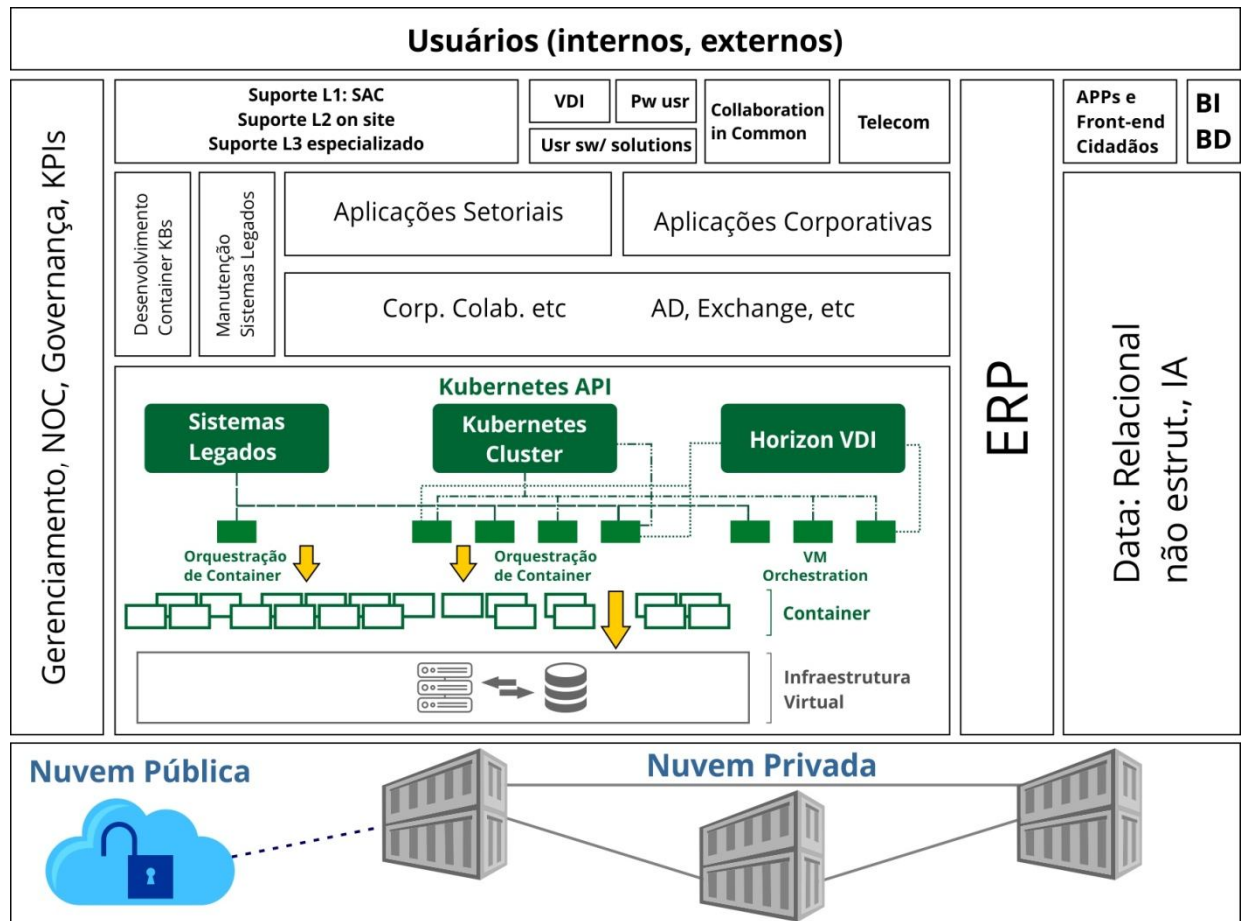 Usuários (internos, externos)
Gerenciamento, NOC, Governança, KPIs
Suporte L1: SAC
Suporte L2 on site
Suporte L3 especializado
VDI
Pw usr
Usr sw/ solutions
Collaboration
in Common
Telecom
ERP
APPs e
Front-end
Cidadãos
BI
BD
Desenvolvimento
Container KBs
Manutenção
Sistemas Legados
Aplicações Setoriais
Aplicações Corporativas
Corp. Colab. etc
AD, Exchange, etc
Data: Relacional
não estrut., IA
Kubernetes API
Sistemas
Legados
Kubernetes
Cluster
Horizon VDI
Orquestração
de Container
Orquestração
de Container
VM
Orchestration
Container
Infraestrutura
Virtual
Nuvem Pública
Nuvem Privada